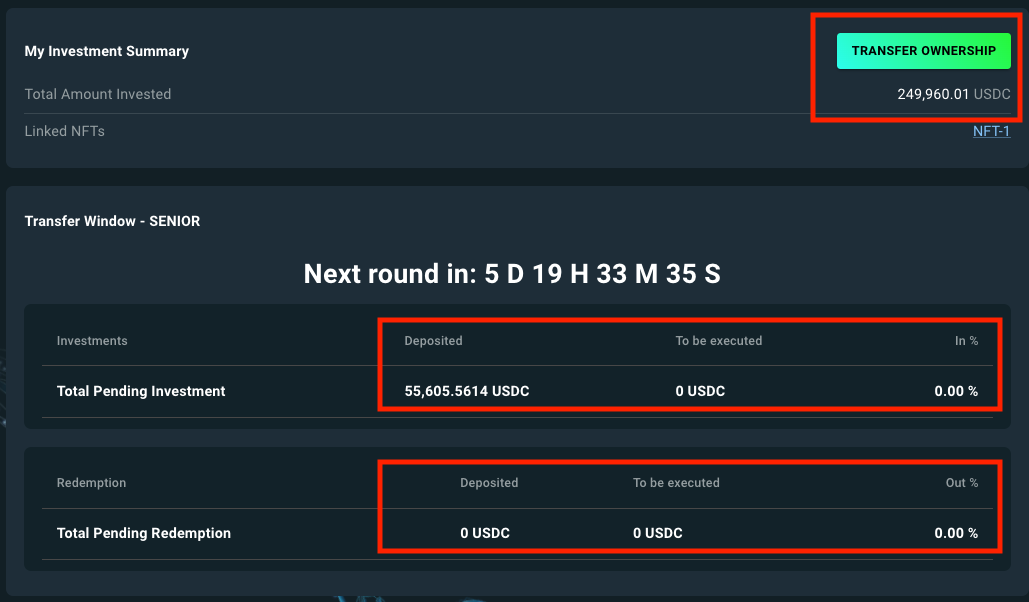 My Investment Summary
TRANSFER OWNERSHIP
Total Amount Invested 249,960.01 USDC
Linked NFTs NFT-1
Transfer Window - SENIOR
Next round in: 5 D 19 H 33 M 35 S
Investments Deposited To be executed In %
Total Pending Investment 55,605.5614 USDC 0 USDC 0.00 %
Redemption Deposited To be executed Out %
Total Pending Redemption 0 USDC 0 USDC 0.00 %